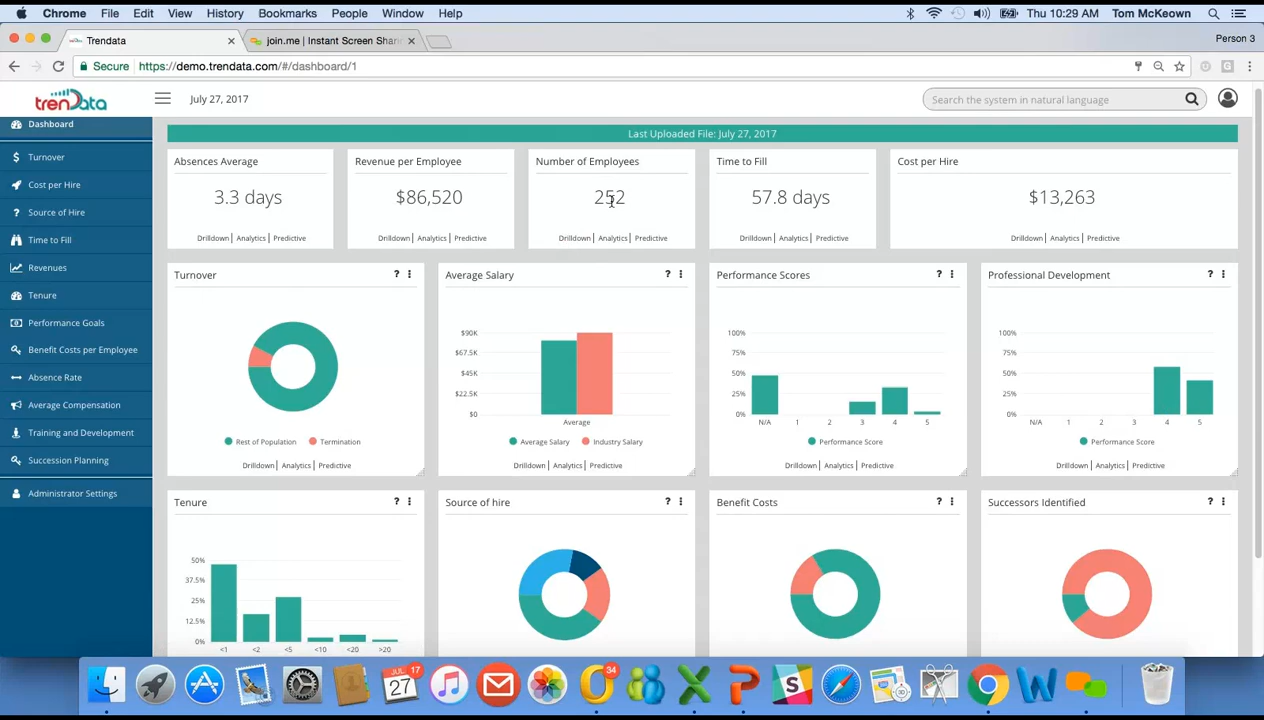 Chrome File Edit View History Bookmarks People Window Help
Thu 10:29 AM Tom McKeown
Trendata
join.me | Instant Screen Shar
Person 3
Secure https://demo.trendata.com/#/dashboard/1
trenData
July 27, 2017
Search the system in natural language
Dashboard
Turnover
Cost per Hire
Source of Hire
Time to Fill
Revenues
Tenure
Performance Goals
Benefit Costs per Employee
Absence Rate
Average Compensation
Training and Development
Succession Planning
Administrator Settings
Last Uploaded File: July 27, 2017
Absences Average
3.3 days
Drilldown | Analytics | Predictive
Revenue per Employee
$86,520
Drilldown | Analytics | Predictive
Number of Employees
252
Drilldown | Analytics | Predictive
Time to Fill
57.8 days
Drilldown | Analytics | Predictive
Cost per Hire
$13,263
Drilldown | Analytics | Predictive
Turnover ?
Rest of Population Termination
Drilldown | Analytics | Predictive
Average Salary ?
$90K
$67.5K
$45K
$22.5K
$0
Average
Average Salary Industry Salary
Drilldown | Analytics | Predictive
Performance Scores ?
100%
75%
50%
25%
0%
N/A 1 2 3 4 5
Performance Score
Drilldown | Analytics | Predictive
Professional Development ?
100%
75%
50%
25%
0%
N/A 1 2 3 4 5
Performance Score
Drilldown | Analytics | Predictive
Tenure ?
50%
37.5%
25%
12.5%
0%
<1 <2 <5 <10 <20 >20
Source of hire ?
Benefit Costs ?
Successors Identified ?
JUL 17
27
34